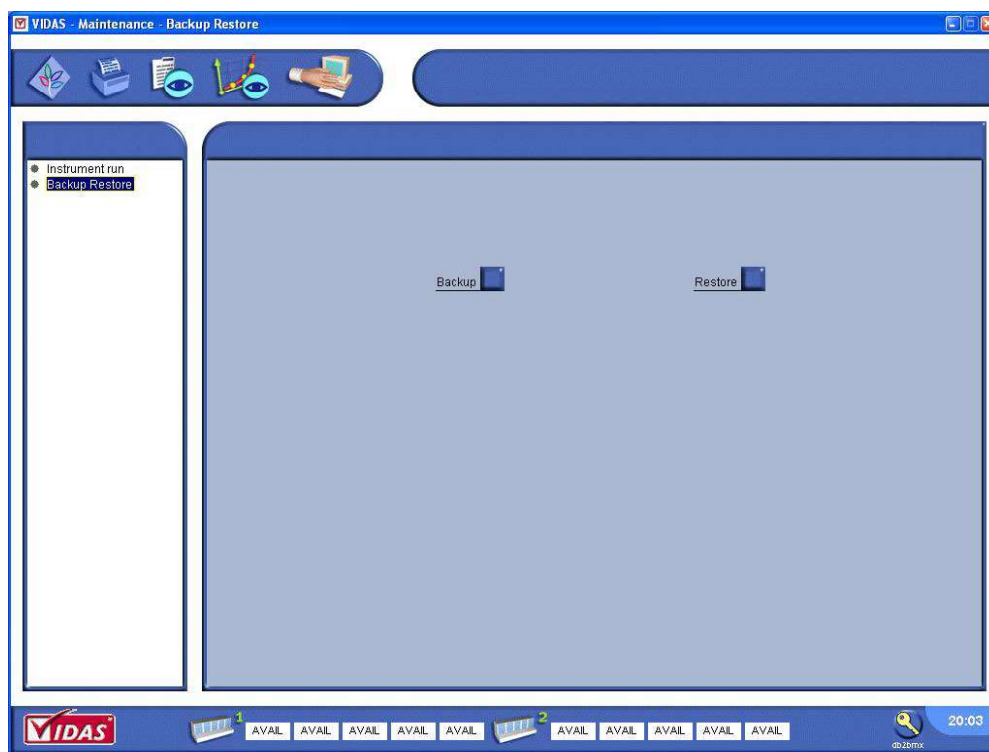 VIDAS - Maintenance - Backup Restore
Instrument run
Backup Restore
Backup Restore
VIDAS 1 AVAIL AVAIL AVAIL AVAIL AVAIL 2 AVAIL AVAIL AVAIL AVAIL AVAIL 20:03
db2bmx